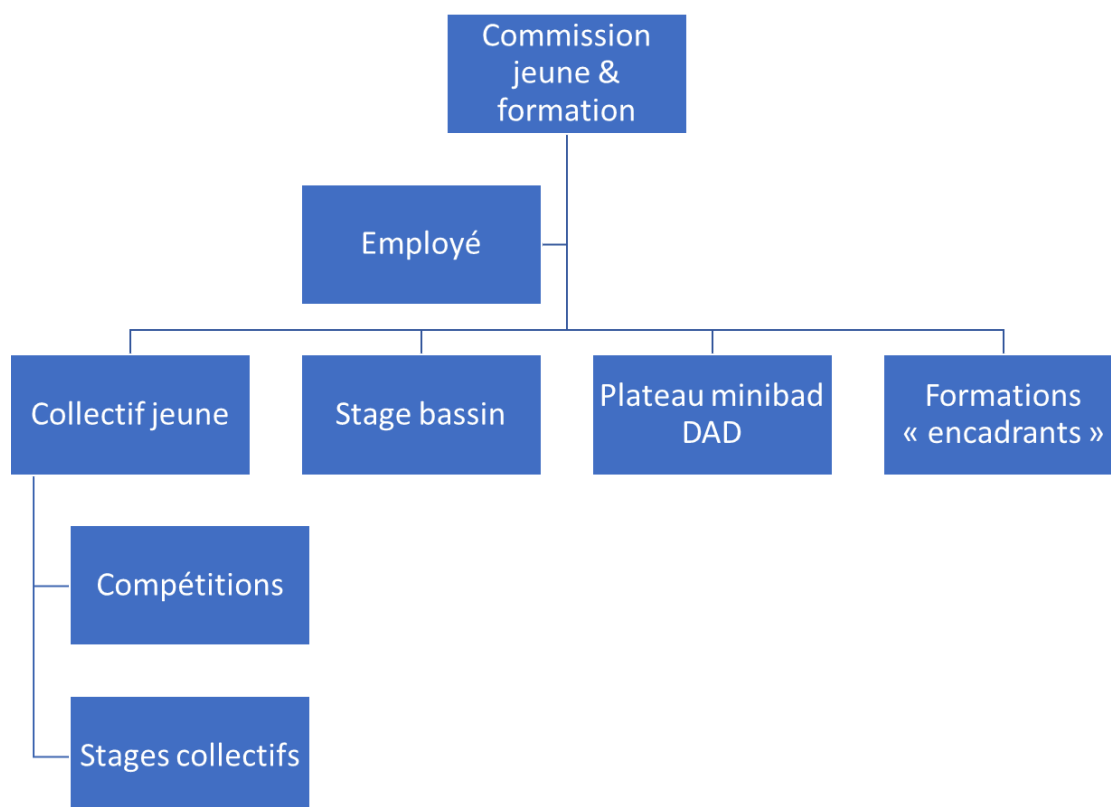 Commission
jeune &
formation
Employé
Collectif jeune
Stage bassin
Plateau minibad
DAD
Formations
« encadrants »
Compétitions
Stages collectifs